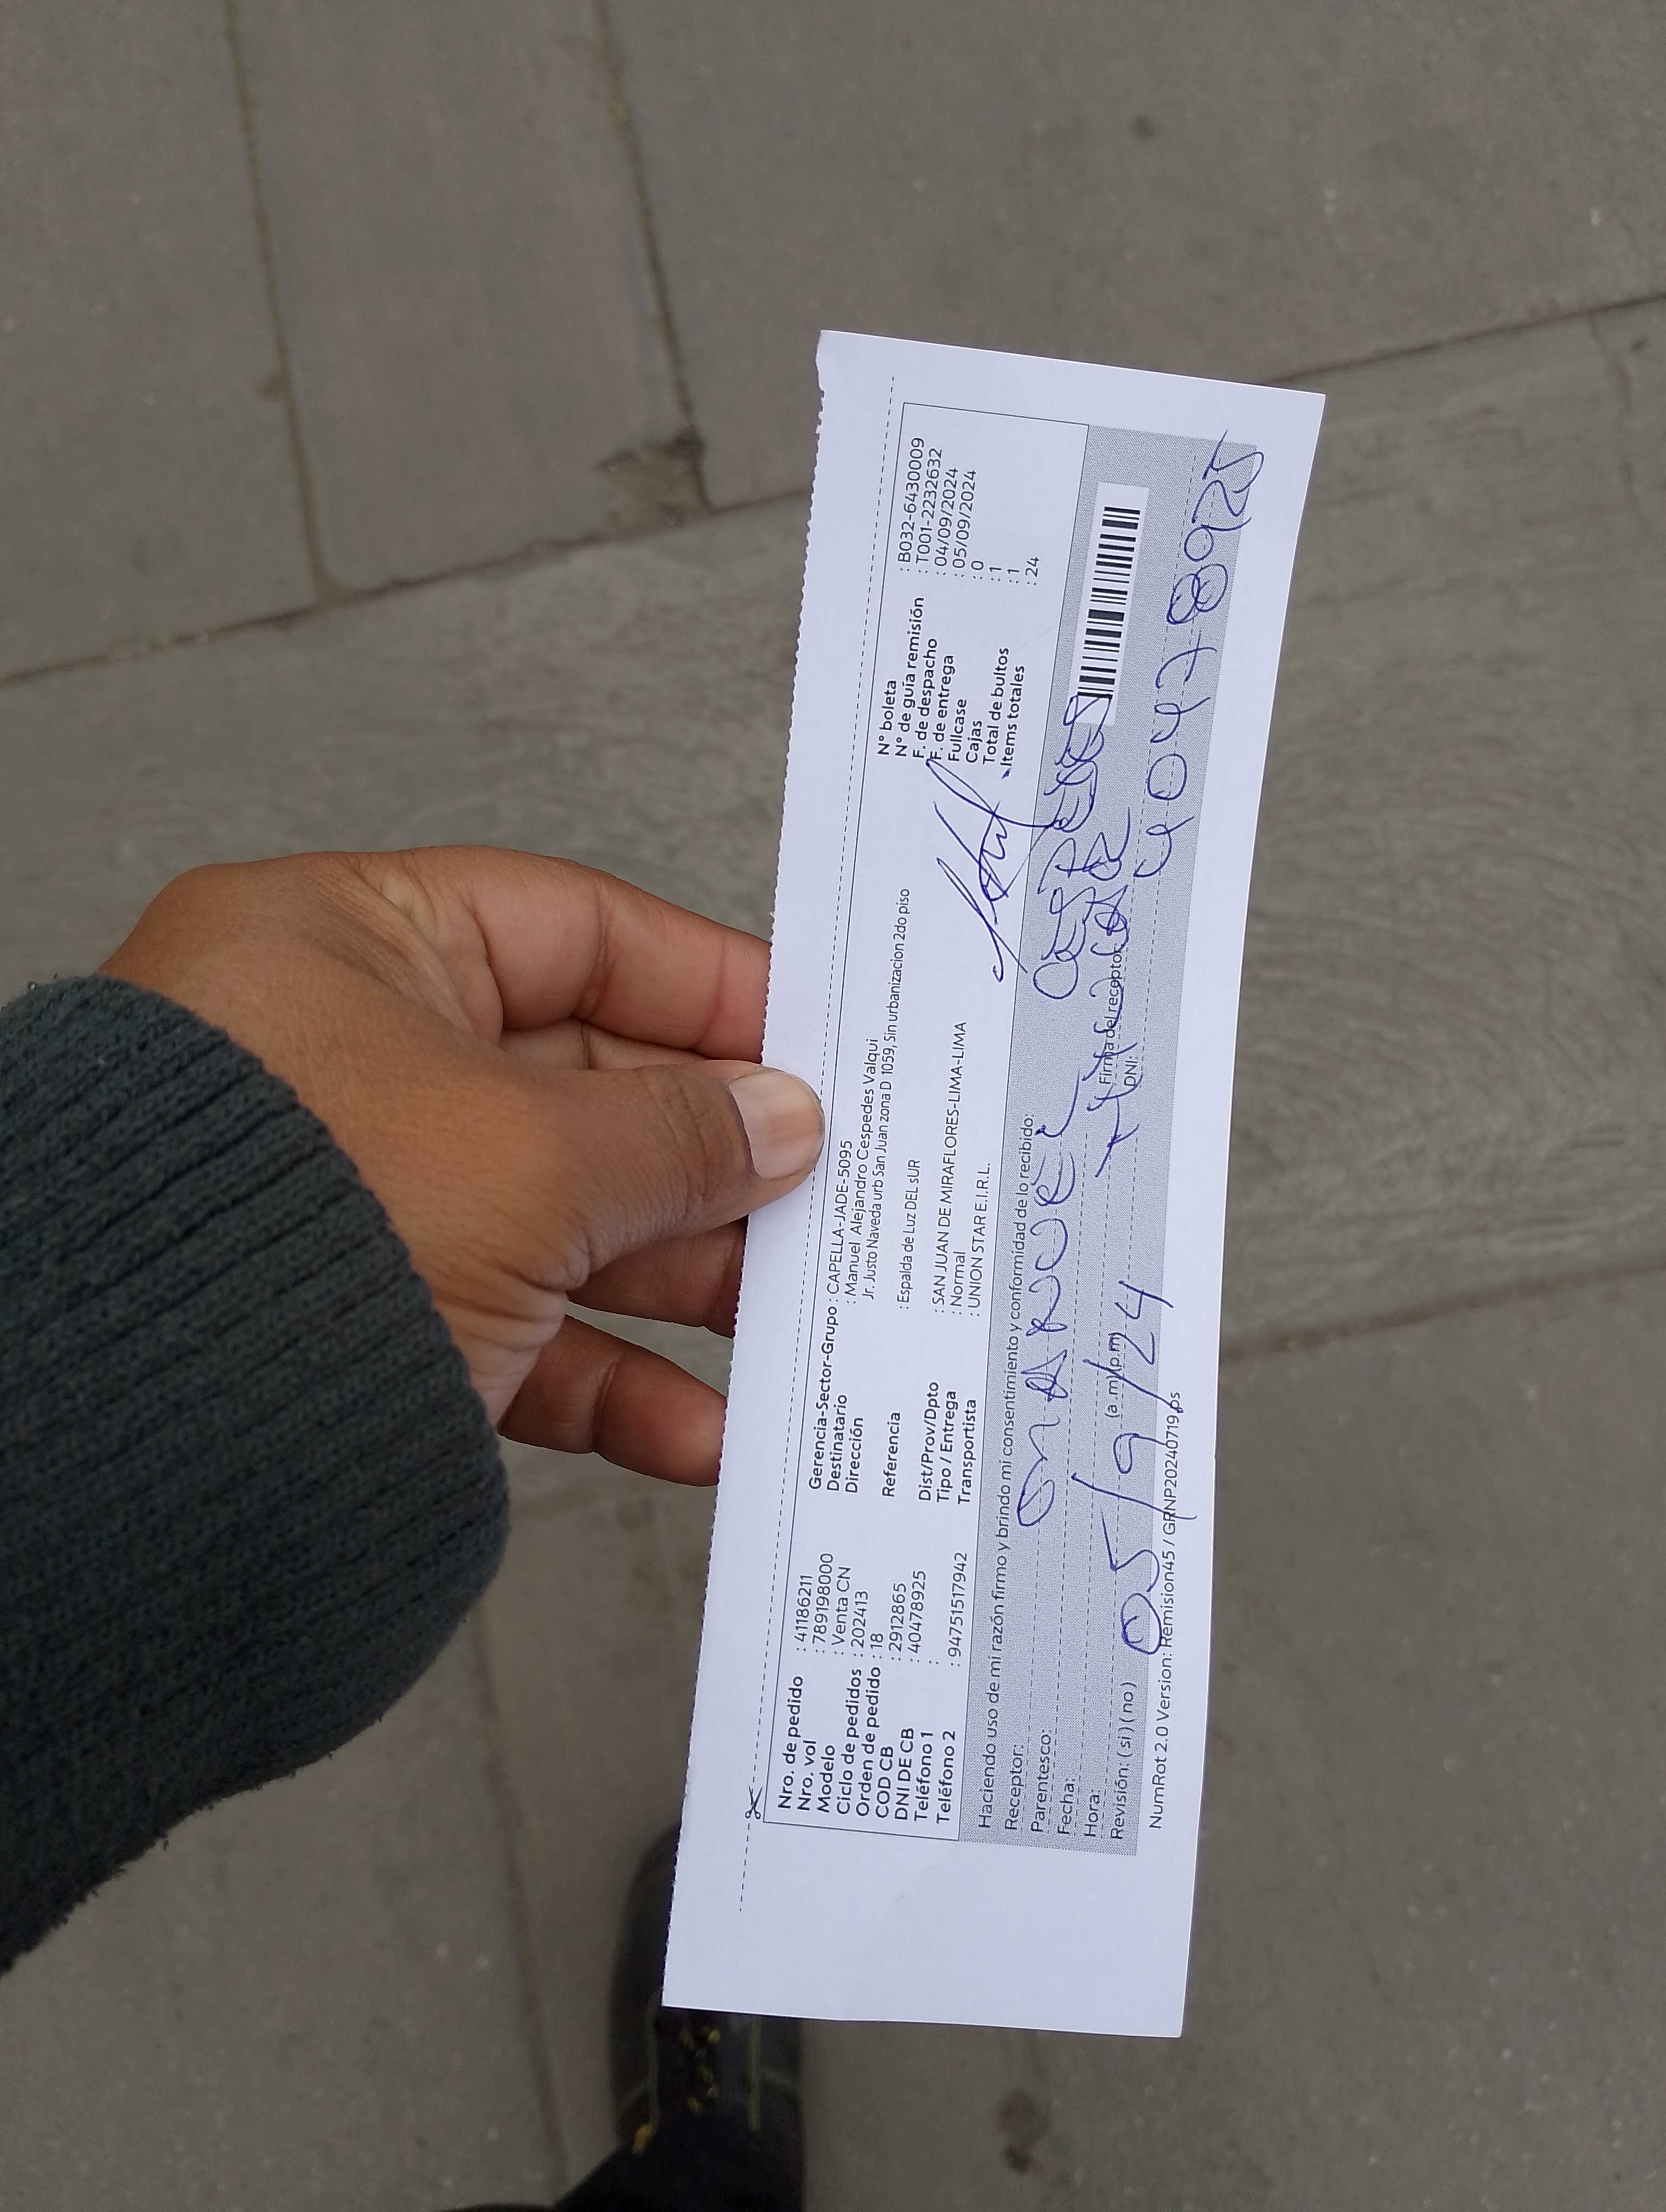 Nro. de pedido : 41186211
Nro. vol : 789198000
Modelo : Venta CN
Ciclo de pedidos : 202413
Orden de pedido : 18
COD CB : 2912865
DNI DE CB : 40478925
Teléfono 1 :
Teléfono 2 : 94751517942
Gerencia-Sector-Grupo : CAPELLA-JADE-5095
Destinatario : Manuel Alejandro Cespedes Valqui
Dirección Jr. Justo Naveda urb San Juan zona D 1059, Sin urbanizacion 2do piso
Referencia : Espalda de Luz DEL sUR
Dist/Prov/Dpto : SAN JUAN DE MIRAFLORES-LIMA-LIMA
Tipo / Entrega : Normal
Transportista : UNION STAR E.I.R.L.
N° boleta : B032-6430009
N° de guía remisión : T001-2232632
F. de despacho : 04/09/2024
F. de entrega : 05/09/2024
Fullcase : 0
Cajas : 1
Total de bultos : 1
Items totales : 24
Haciendo uso de mi razón firmo y brindo mi consentimiento y conformidad de lo recibido:
Receptor: MANUEL CESPEDES
Parentesco:
Fecha: 05/9/24
Hora: (a.m)(p.m)
Revisión: (si) (no)
Firma del receptor
DNI: 40478925
NumRot 2.0 Version: Remision45 / GRNP20240719.ps